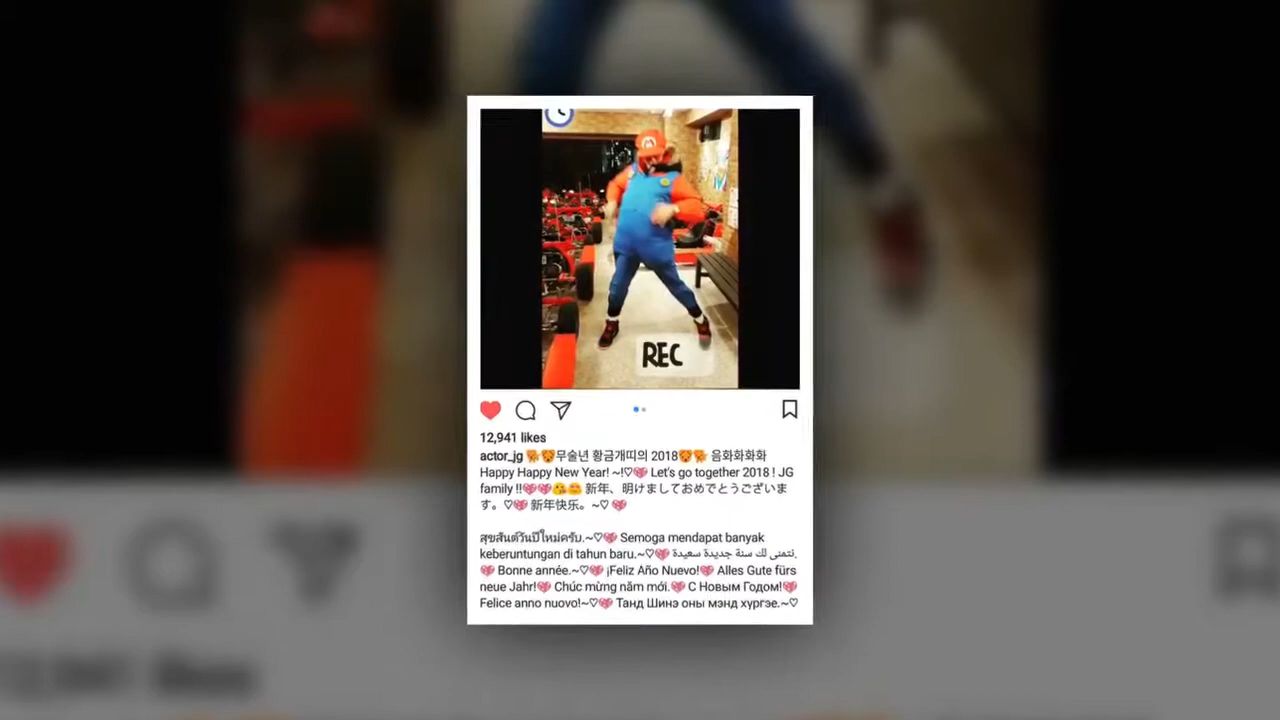 M
REC
12,941 likes
actor_jg 무술년 황금개띠의 2018 음화화화화
Happy Happy New Year! ~!♡💖 Let's go together 2018 ! JG
family !!💖💖😘😍 新年、明けましておめでとうございま
す。♡💖 新年快乐。~♡ 💖
สุขสันต์วันปีใหม่ครับ.~♡💖 Semoga mendapat banyak
keberuntungan di tahun baru.~♡💖 نتمنى لك سنة جديدة سعيدة.
💖 Bonne année.~♡💖 ¡Feliz Año Nuevo!💖 Alles Gute fürs
neue Jahr!💖 Chúc mừng năm mới.💖 С Новым Годом!💖
Felice anno nuovo!~♡💖 Танд Шинэ оны мэнд хүргэе.~♡
12,941 likes